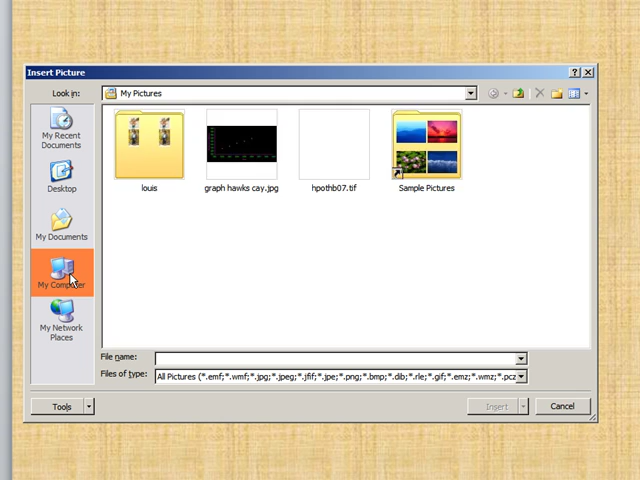 Insert Picture
Look in:
My Pictures
My Recent
Documents
Desktop
My Documents
My Computer
My Network
Places
louis
graph hawks cay.jpg
hpothb07.tif
Sample Pictures
File name:
Files of type:
All Pictures (*.emf;*.wmf;*.jpg;*.jpeg;*.jfif;*.jpe;*.png;*.bmp;*.dib;*.rle;*.gif;*.emz;*.wmz;*.pcz
Tools
Insert
Cancel